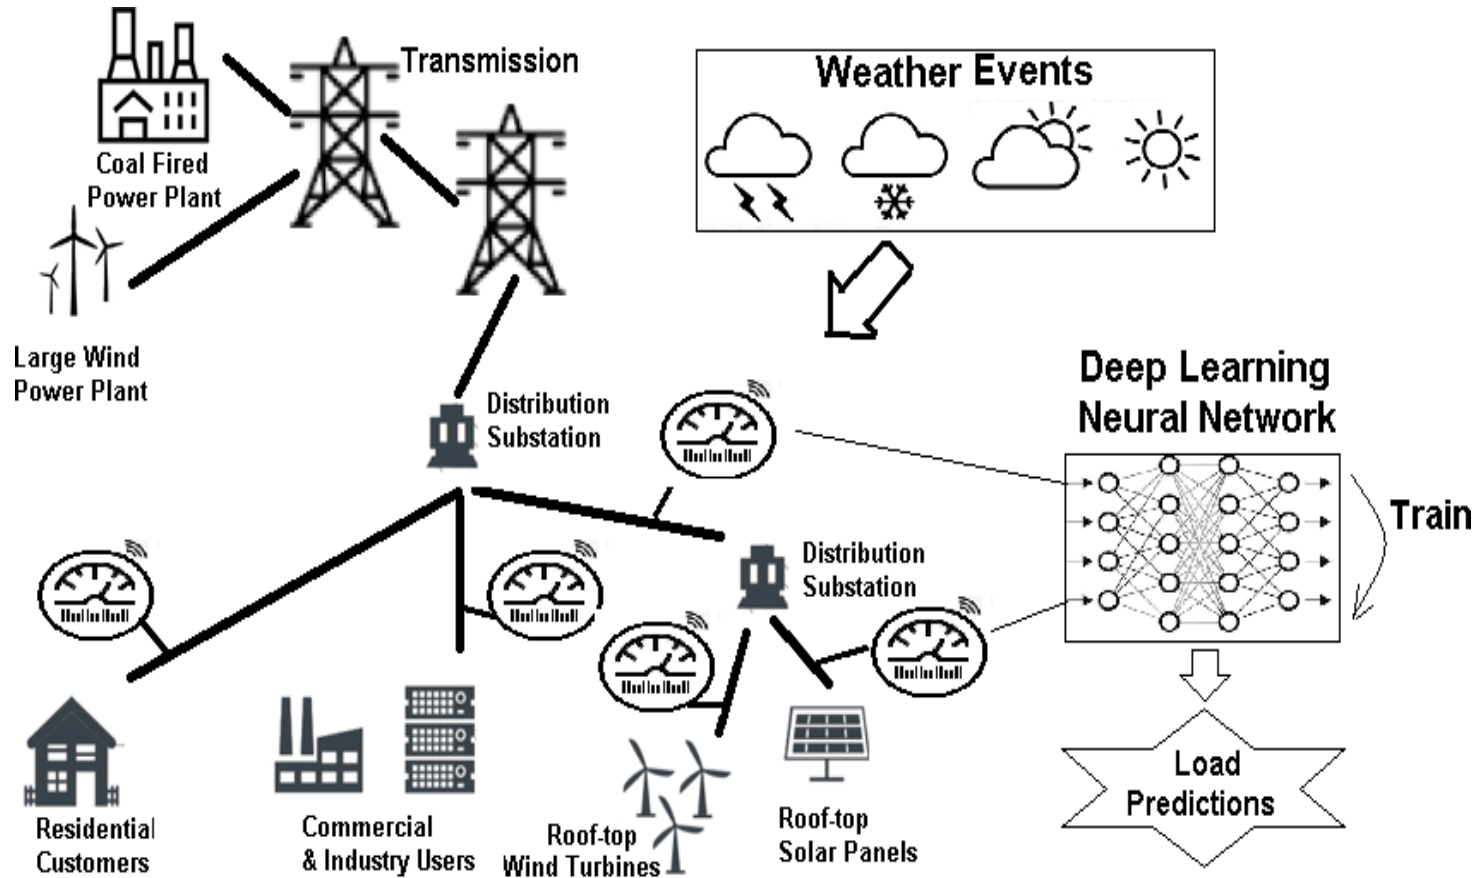 Transmission
Weather Events
Coal Fired
Power Plant
Large Wind
Power Plant
Deep Learning
Neural Network
Distribution
Substation
Train
Distribution
Substation
Load
Predictions
Residential
Customers
Commercial
& Industry Users
Roof-top
Wind Turbines
Roof-top
Solar Panels